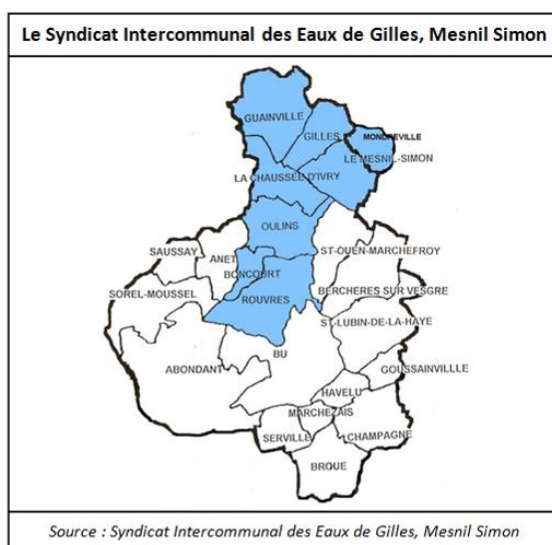 Le Syndicat Intercommunal des Eaux de Gilles, Mesnil Simon
GUAINVILLE
GILLES
MONDREVILLE
LE MESNIL-SIMON
LA CHAUSSEE D'IVRY
OULINS
SAUSSAY
ANET
ST-OUEN-MARCHEFROY
BONCOURT
SOREL-MOUSSEL
BERCHERES SUR VESGRE
ROUVRES
ST-LUBIN-DE-LA-HAYE
BU
ABONDANT
GOUSSAINVILLLE
HAVELU
MARCHEZAIS
SERVILLE
CHAMPAGNE
BROUE
Source : Syndicat Intercommunal des Eaux de Gilles, Mesnil Simon